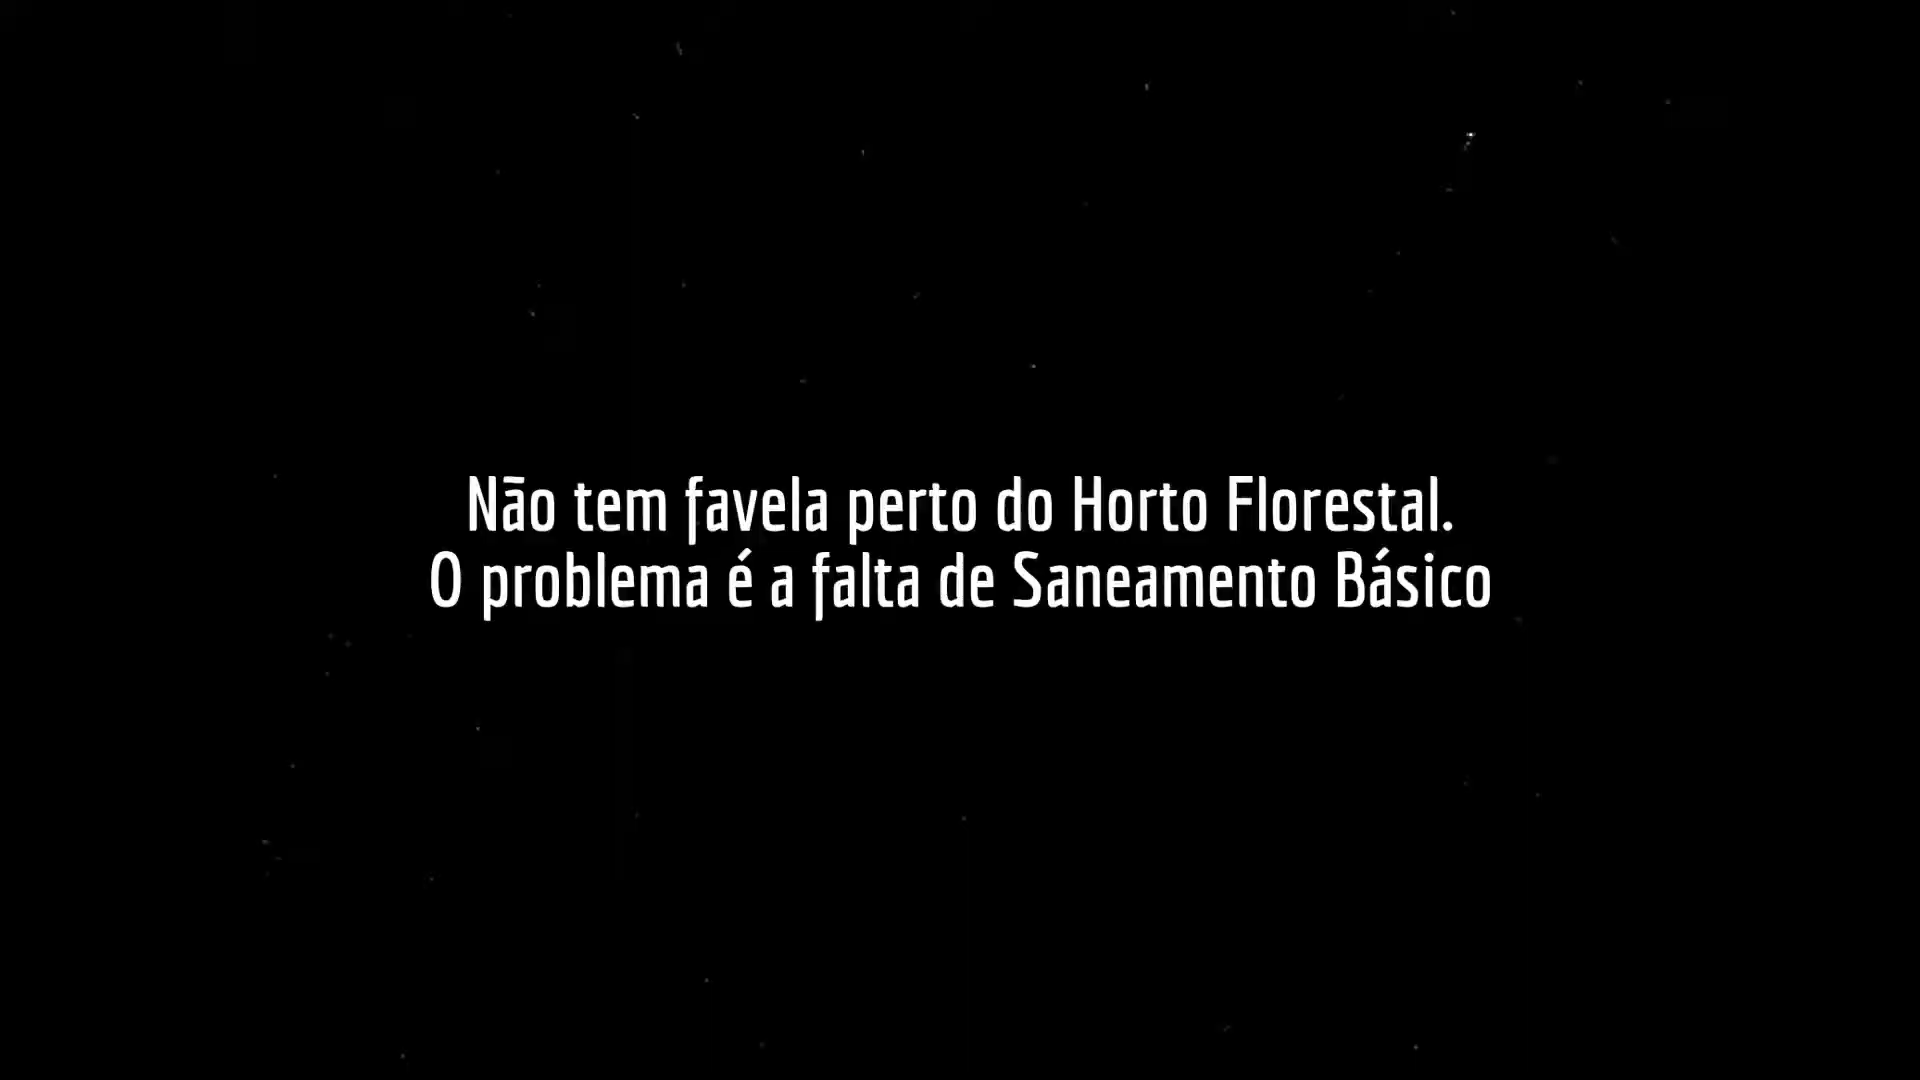 Não tem favela perto do Horto Florestal.
O problema é a falta de Saneamento Básico